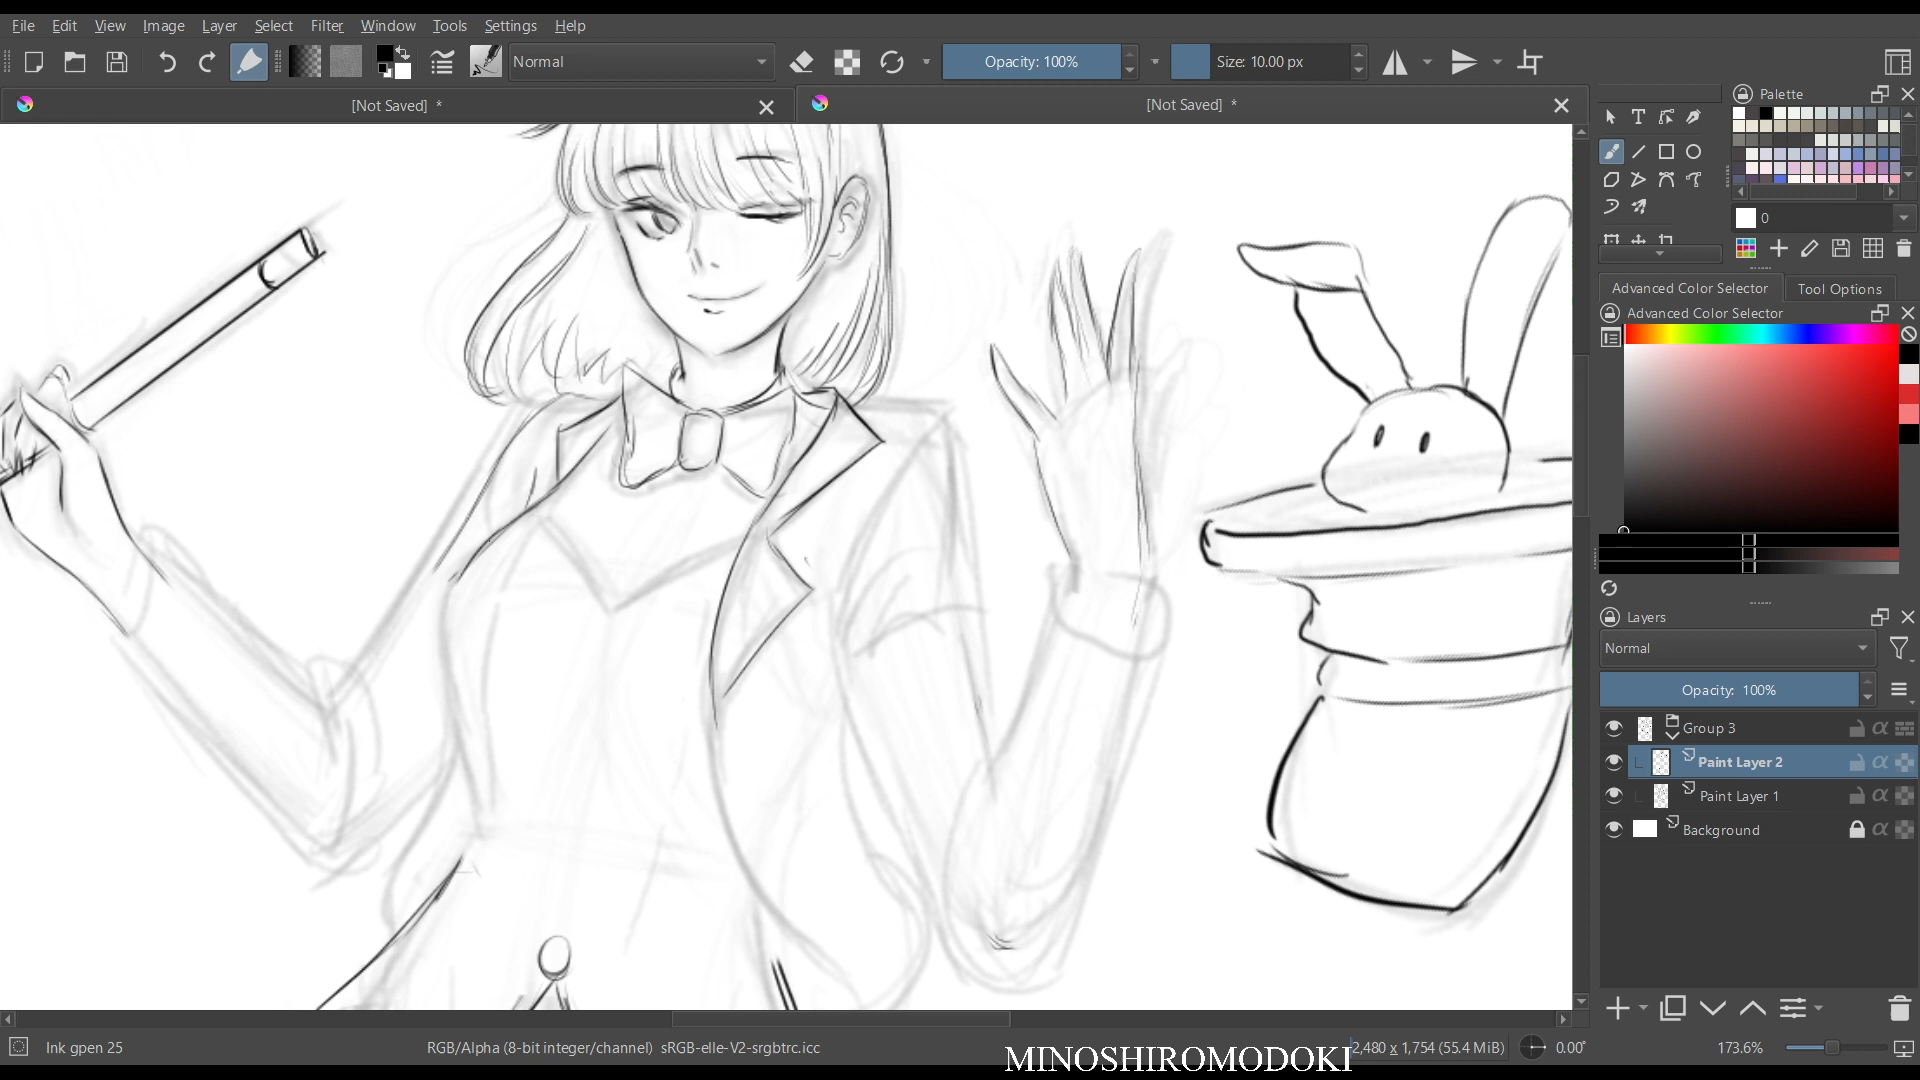 File Edit View Image Layer Select Filter Window Tools Settings Help
Normal Opacity: 100% Size: 10.00 px
[Not Saved] * [Not Saved] *
Palette
0
Advanced Color Selector Tool Options
Advanced Color Selector
Layers
Normal
Opacity: 100%
Group 3
Paint Layer 2
Paint Layer 1
Background
Ink gpen 25 RGB/Alpha (8-bit integer/channel) sRGB-elle-V2-srgbtrc.icc 2,480 x 1,754 (55.4 MiB) 0.00° 173.6%
MINOSHIROMODOKI